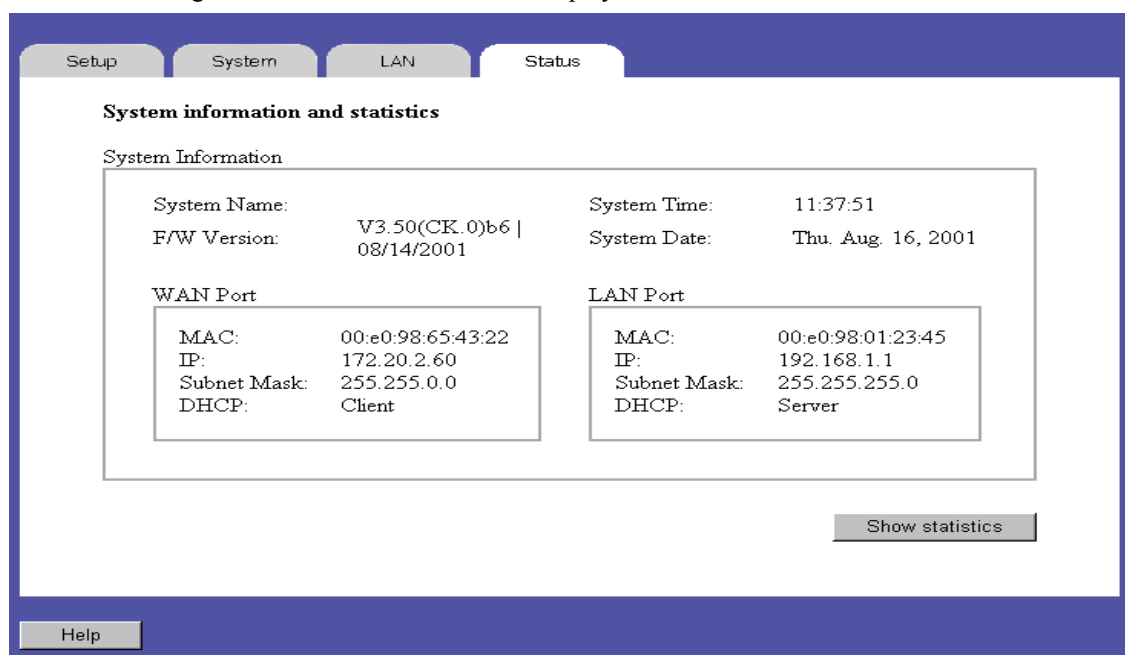 Setup System LAN Status
System information and statistics
System Information
System Name: System Time: 11:37:51
F/W Version: V3.50(CK.0)b6 | 08/14/2001 System Date: Thu. Aug. 16, 2001
WAN Port LAN Port
MAC: 00:e0:98:65:43:22 MAC: 00:e0:98:01:23:45
IP: 172.20.2.60 IP: 192.168.1.1
Subnet Mask: 255.255.0.0 Subnet Mask: 255.255.255.0
DHCP: Client DHCP: Server
Show statistics
Help